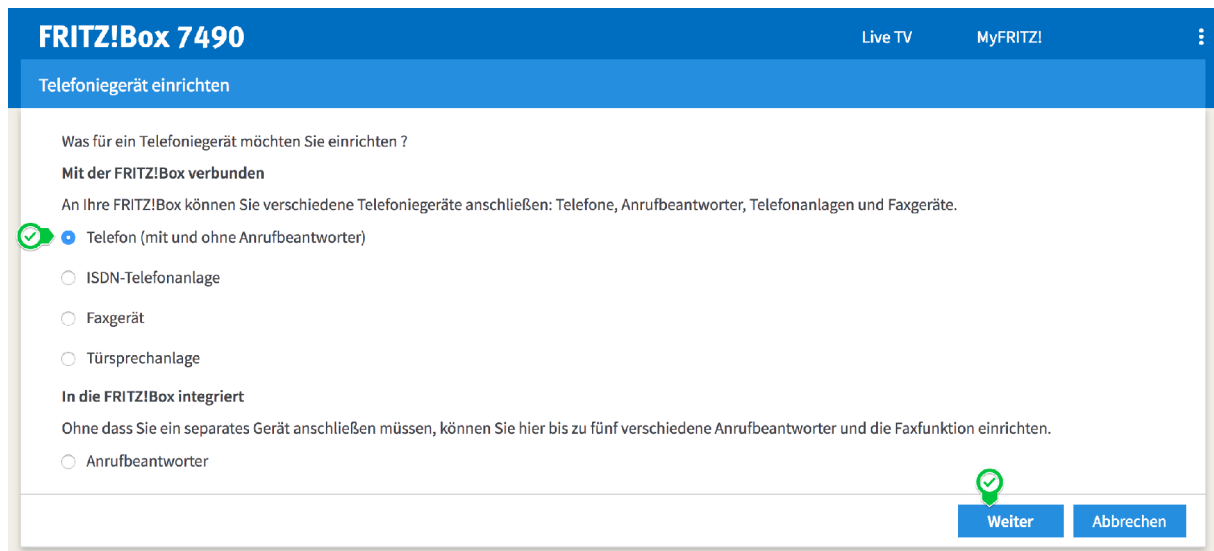 FRITZ!Box 7490
Live TV MyFRITZ!
Telefoniegerät einrichten
Was für ein Telefoniegerät möchten Sie einrichten ?
Mit der FRITZ!Box verbunden
An Ihre FRITZ!Box können Sie verschiedene Telefoniegeräte anschließen: Telefone, Anrufbeantworter, Telefonanlagen und Faxgeräte.
Telefon (mit und ohne Anrufbeantworter)
ISDN-Telefonanlage
Faxgerät
Türsprechanlage
In die FRITZ!Box integriert
Ohne dass Sie ein separates Gerät anschließen müssen, können Sie hier bis zu fünf verschiedene Anrufbeantworter und die Faxfunktion einrichten.
Anrufbeantworter
Weiter Abbrechen